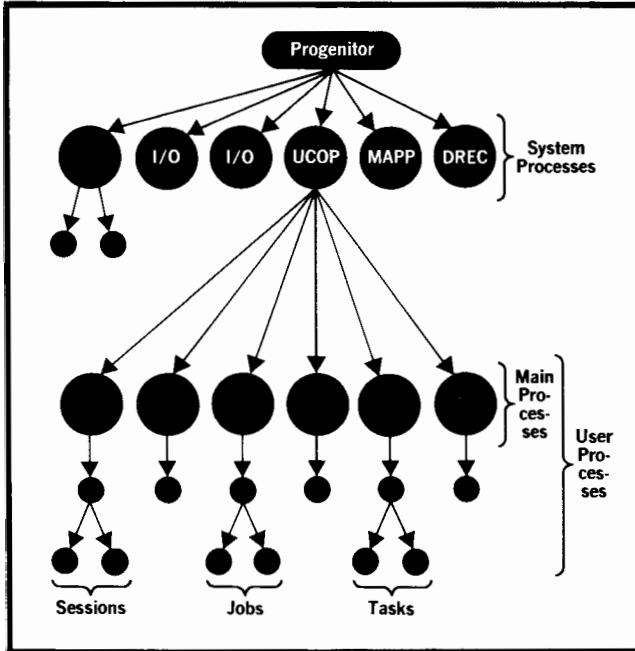 Progenitor
I/O I/O UCOP MAPP DREC
System
Processes
Main
Pro-
ces-
ses
User
Pro-
ces-
ses
Sessions Jobs Tasks